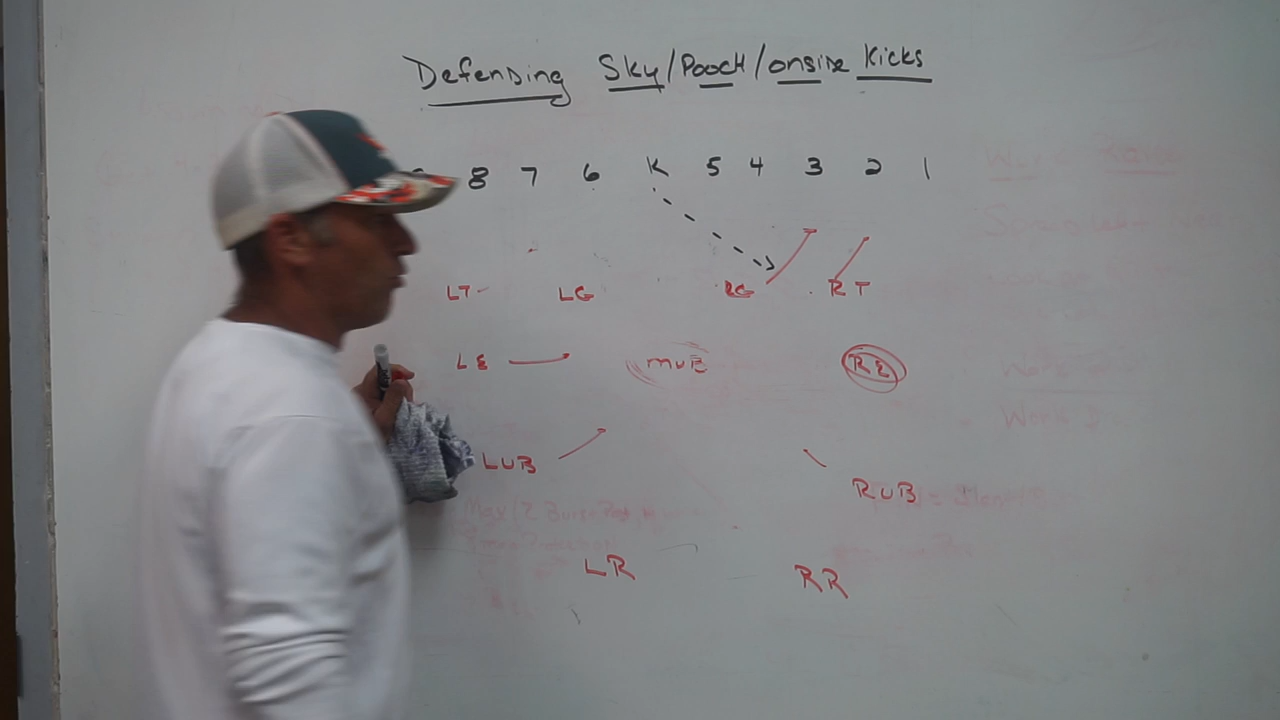 Defending Sky/Pooch/onside Kicks
8 7 6 K 5 4 3 2 1
LT LG RG RT
LE MUB RE
LUB
RUB
LR RR